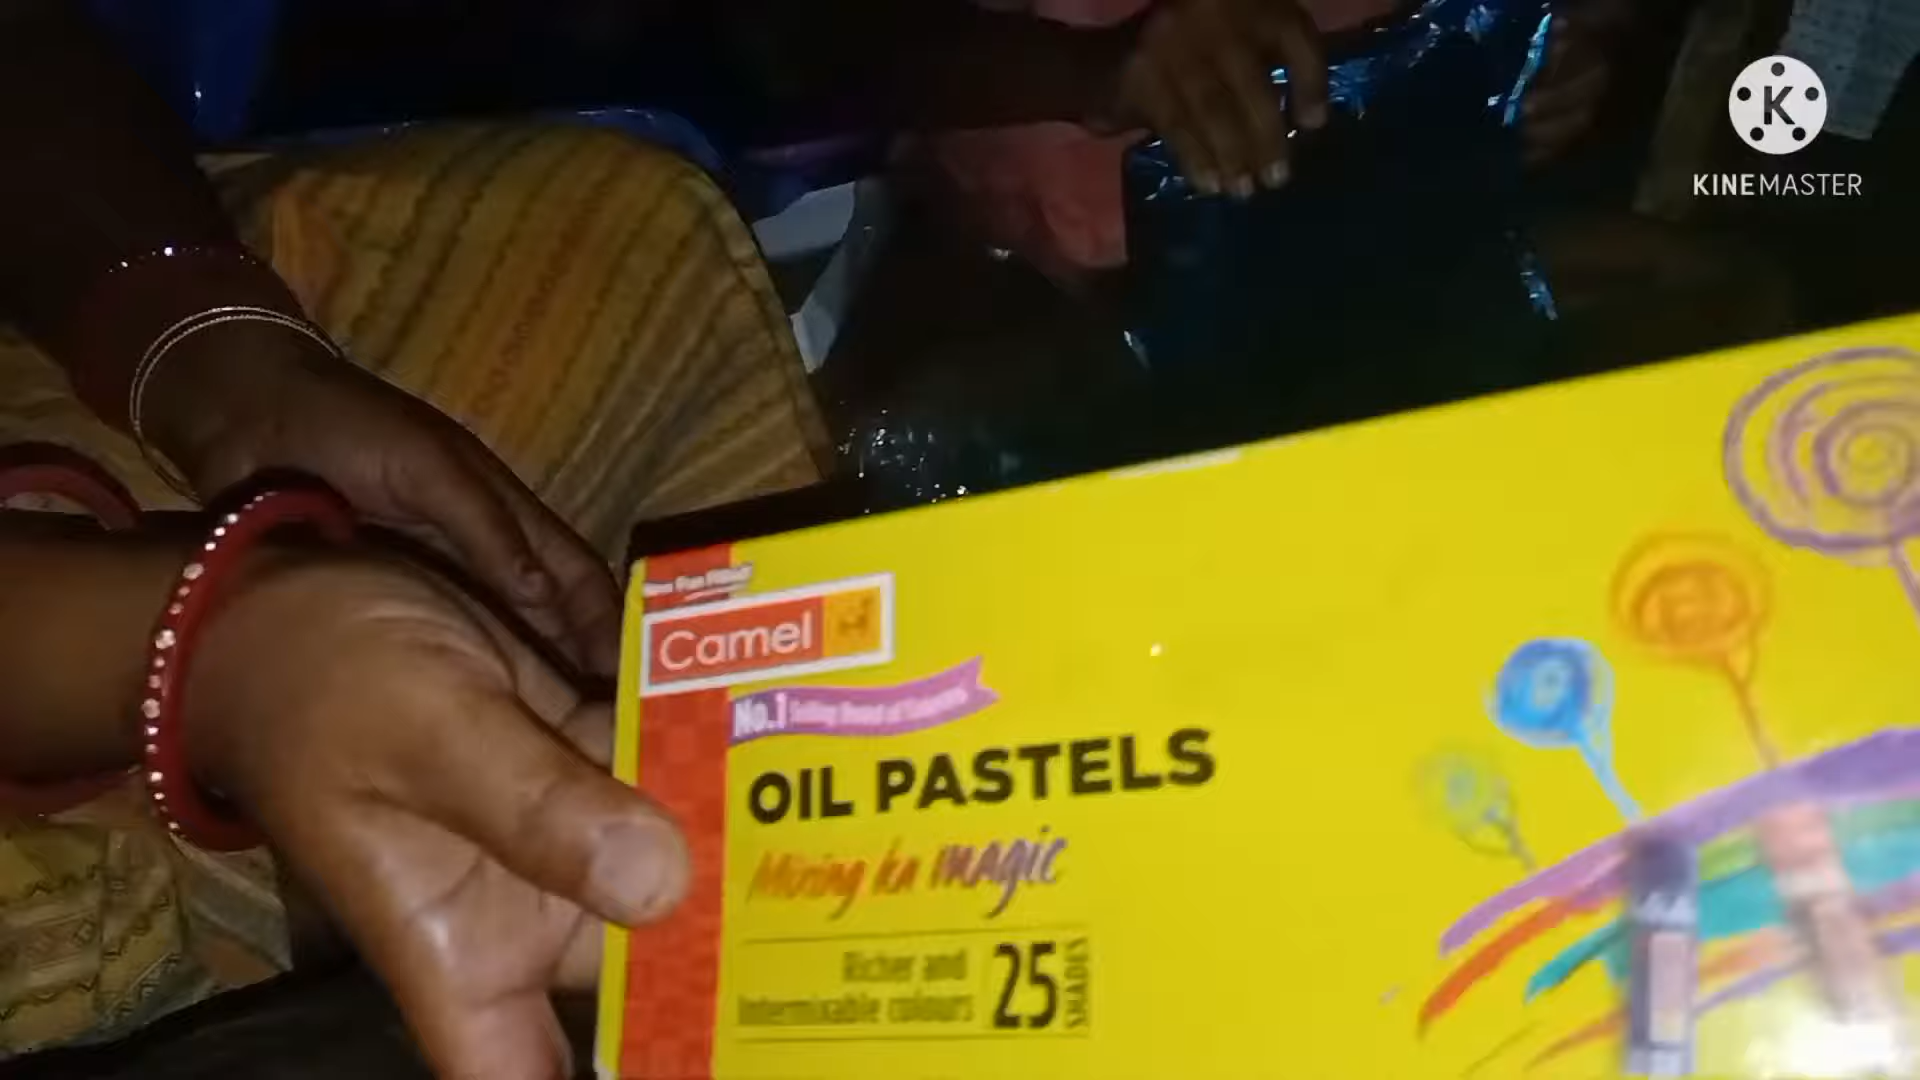 K
KINEMASTER
Camel
No.1
OIL PASTELS
Mixing ka magic
Richer and
Intermixable colours
25
SHADES